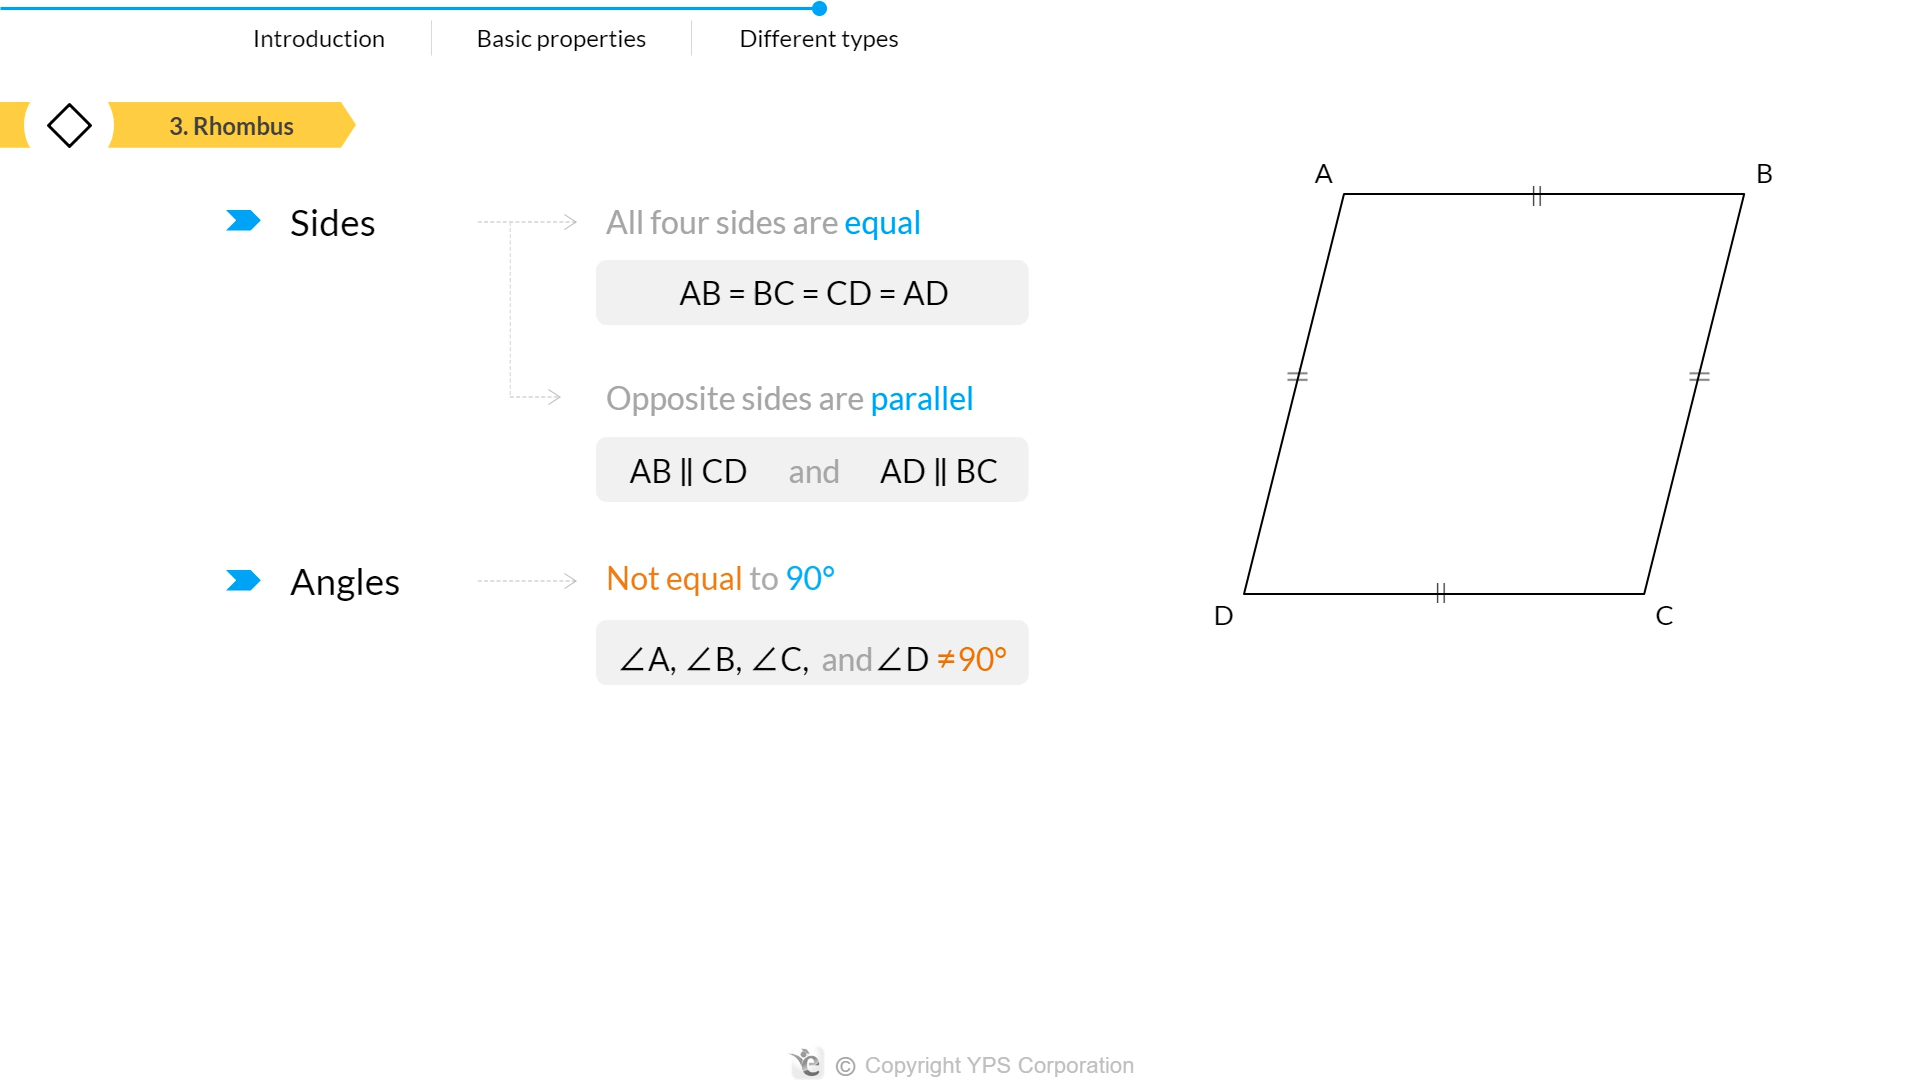 Introduction
Basic properties
Different types
3. Rhombus
Sides
All four sides are equal
AB = BC = CD = AD
Opposite sides are parallel
AB || CD and AD || BC
Angles
Not equal to 90°
∠A, ∠B, ∠C, and ∠D ≠90°
A
B
D
C
© Copyright YPS Corporation